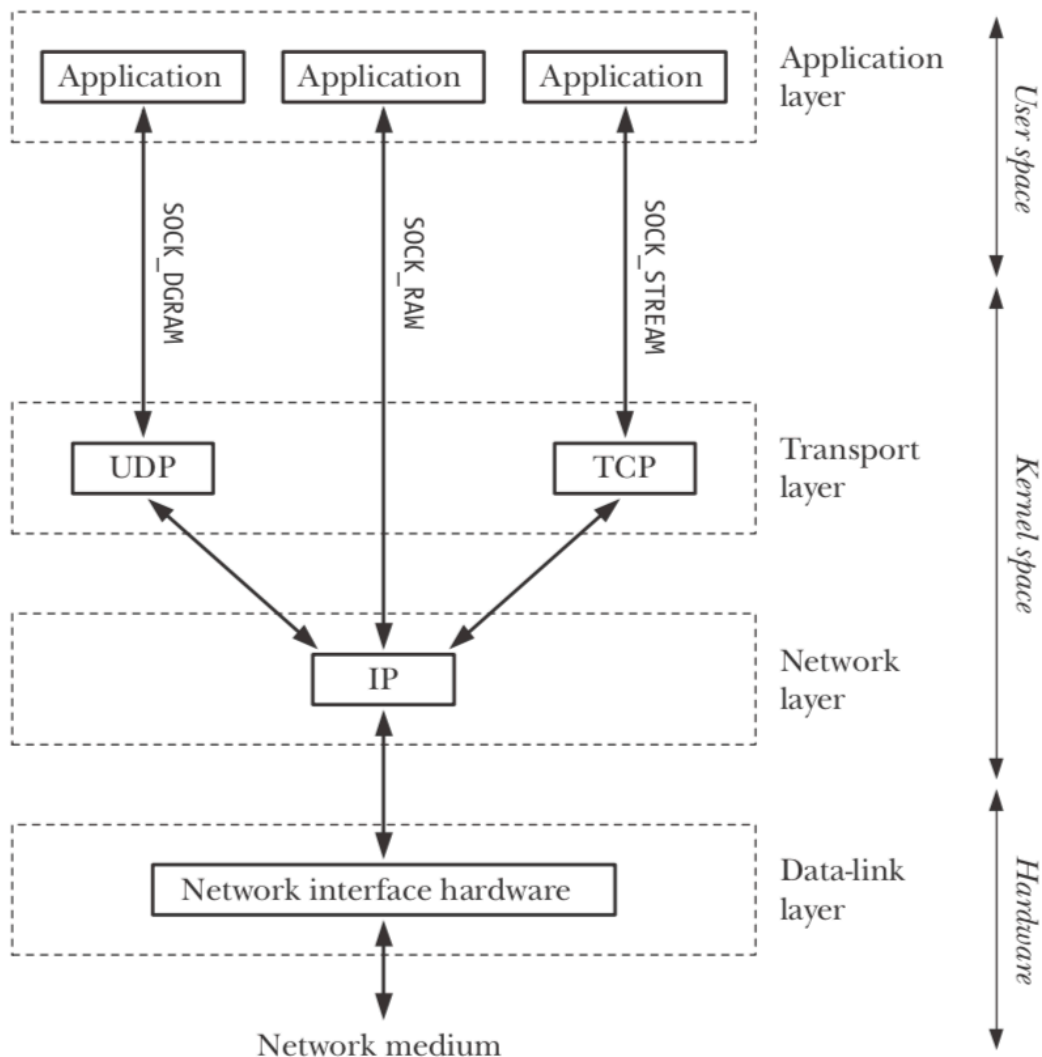 Application
Application
Application
Application
layer
User space
SOCK_DGRAM
SOCK_RAW
SOCK_STREAM
UDP
TCP
Transport
layer
Kernel space
IP
Network
layer
Network interface hardware
Data-link
layer
Hardware
Network medium